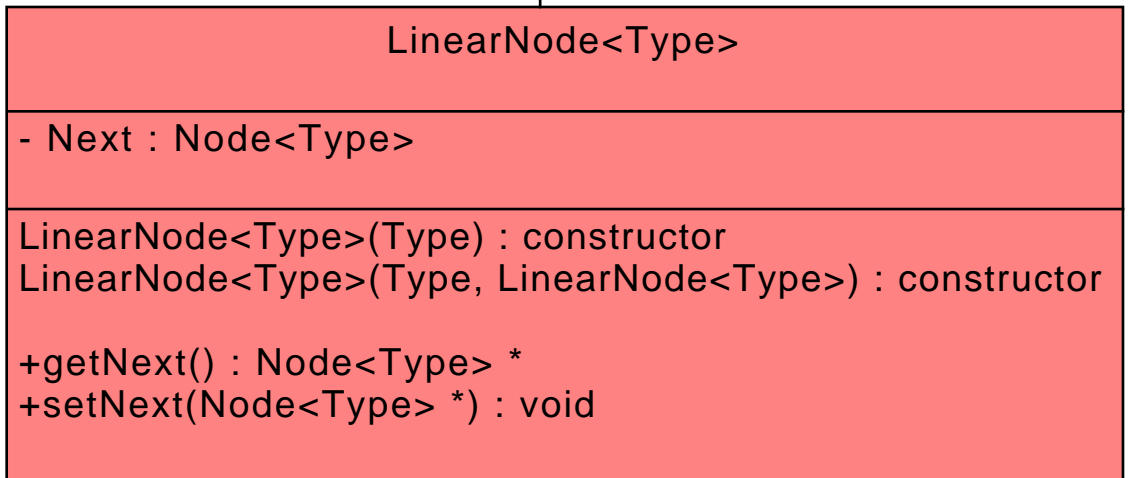 LinearNode<Type>
- Next : Node<Type>
LinearNode<Type>(Type) : constructor
LinearNode<Type>(Type, LinearNode<Type>) : constructor
+getNext() : Node<Type> *
+setNext(Node<Type> *) : void